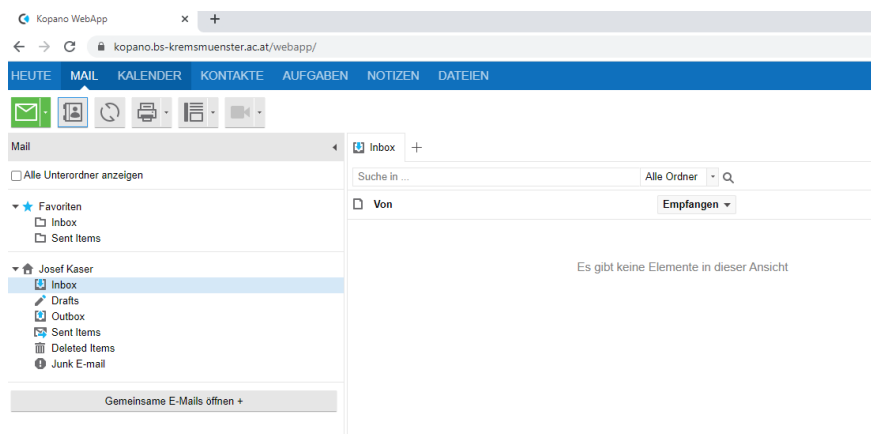 Kopano WebApp
kopano.bs-kremsmuenster.ac.at/webapp/
HEUTE MAIL KALENDER KONTAKTE AUFGABEN NOTIZEN DATEIEN
Mail
Inbox
Alle Unterordner anzeigen
Suche in ... Alle Ordner
Favoriten
Von Empfangen
Inbox
Sent Items
Josef Kaser
Es gibt keine Elemente in dieser Ansicht
Inbox
Drafts
Outbox
Sent Items
Deleted Items
Junk E-mail
Gemeinsame E-Mails öffnen +